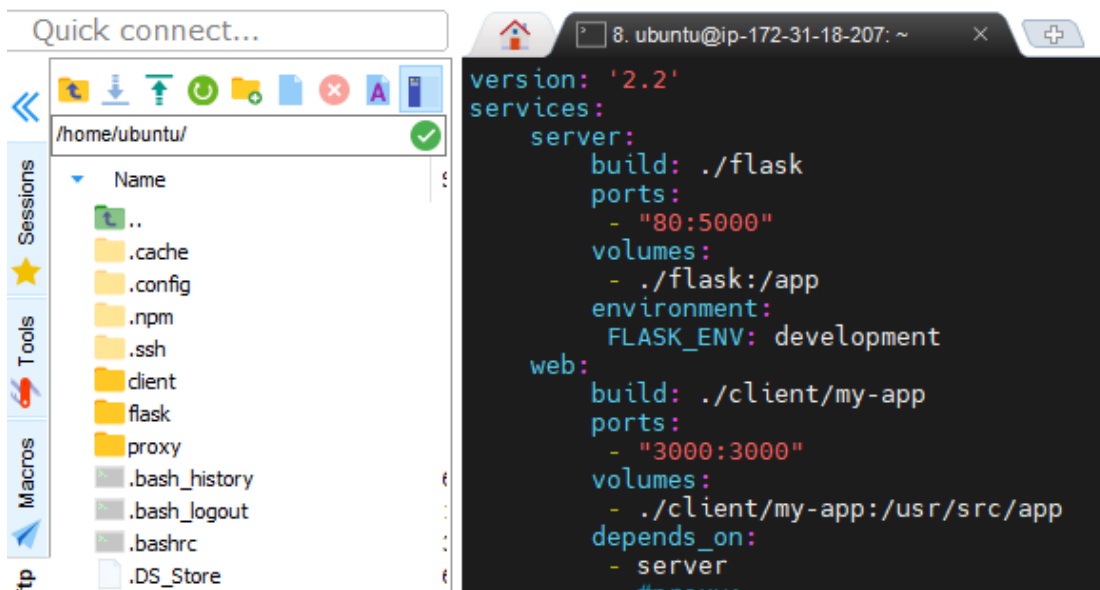 Quick connect...
8. ubuntu@ip-172-31-18-207: ~
/home/ubuntu/
Name
..
.cache
.config
.npm
.ssh
client
flask
proxy
.bash_history
.bash_logout
.bashrc
.DS_Store
Sessions
Tools
Macros
version: '2.2'
services:
server:
build: ./flask
ports:
- "80:5000"
volumes:
- ./flask:/app
environment:
FLASK_ENV: development
web:
build: ./client/my-app
ports:
- "3000:3000"
volumes:
- ./client/my-app:/usr/src/app
depends_on:
- server